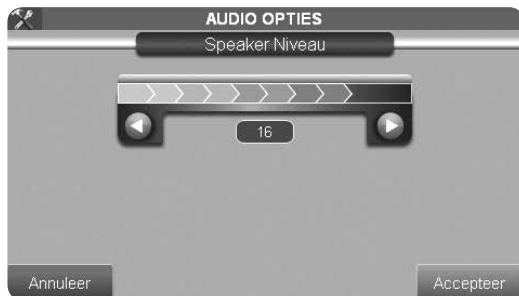 AUDIO OPTIES
Speaker Niveau
16
Annuleer
Accepteer